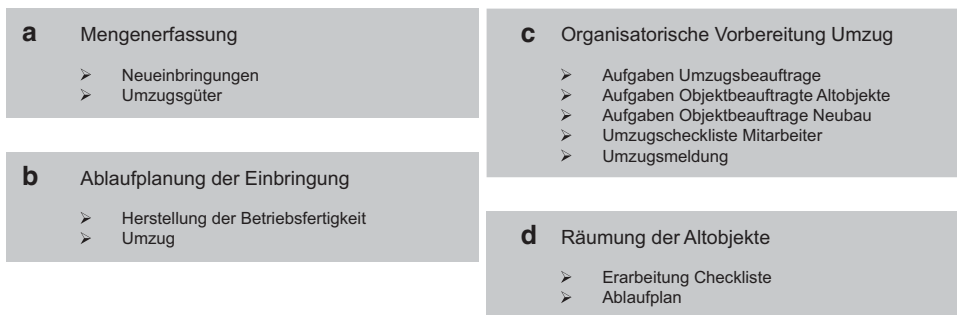 a Mengenerfassung
➢ Neueinbringungen
➢ Umzugsgüter
b Ablaufplanung der Einbringung
➢ Herstellung der Betriebsfertigkeit
➢ Umzug
c Organisatorische Vorbereitung Umzug
➢ Aufgaben Umzugsbeauftrage
➢ Aufgaben Objektbeauftragte Altobjekte
➢ Aufgaben Objektbeauftrage Neubau
➢ Umzugscheckliste Mitarbeiter
➢ Umzugsmeldung
d Räumung der Altobjekte
➢ Erarbeitung Checkliste
➢ Ablaufplan